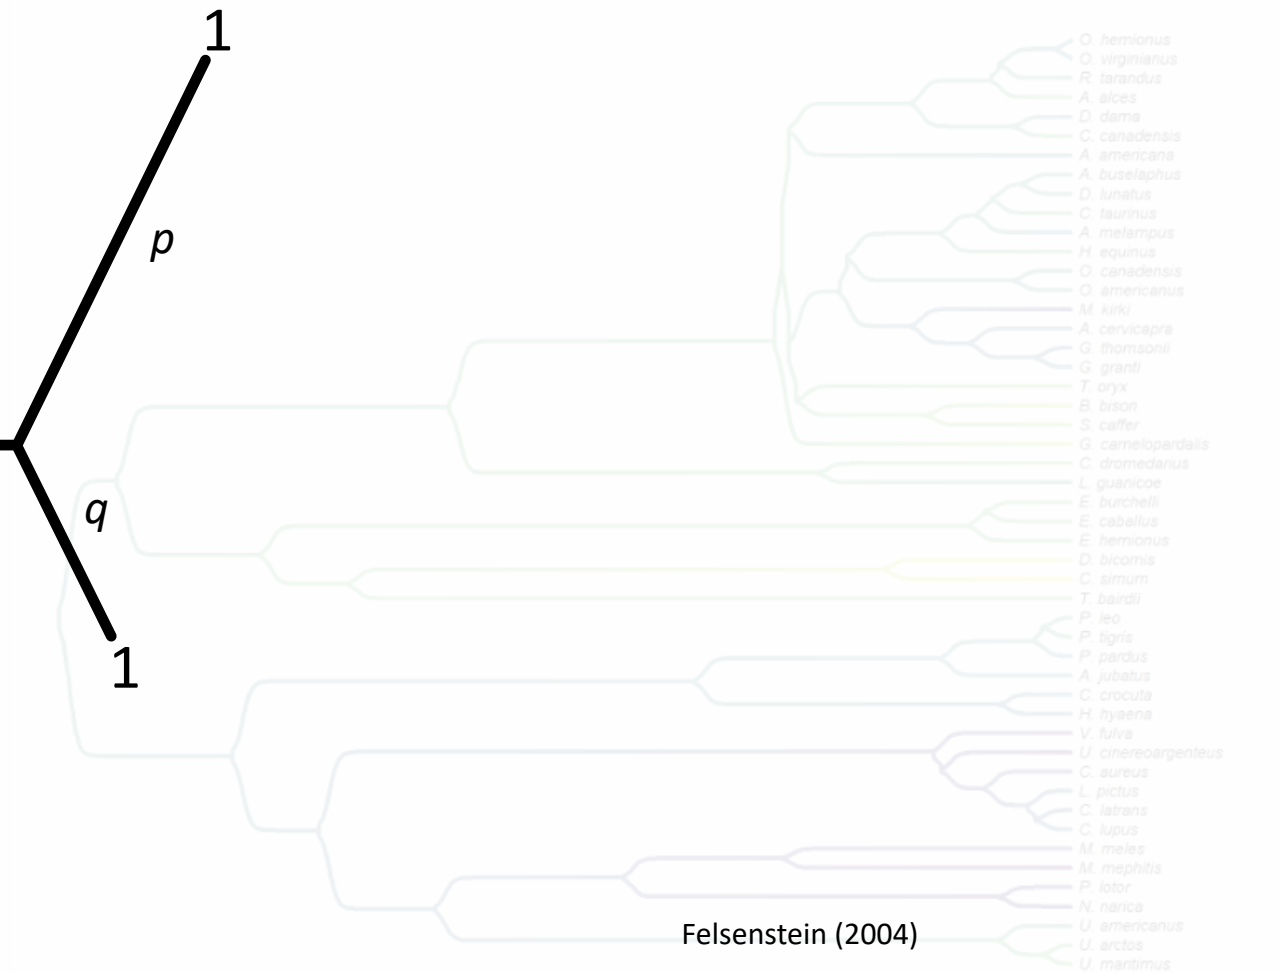 1
p
q
1
O. hemionus
O. virginianus
R. tarandus
A. alces
D. dama
C. canadensis
A. americana
A. buselaphus
D. lunatus
C. taurinus
A. melampus
H. equinus
O. canadensis
O. americanus
M. kirki
A. cervicapra
G. thomsonii
G. granti
T. oryx
B. bison
S. caffer
G. camelopardalis
C. dromedarius
L. guanicoe
E. burchelli
E. caballus
E. hemionus
D. bicornis
C. simum
T. bairdii
P. leo
P. tigris
P. pardus
A. jubatus
C. crocuta
H. hyaena
V. fulva
U. cinereoargenteus
C. aureus
L. pictus
C. latrans
C. lupus
M. meles
M. mephitis
P. lotor
N. narica
U. americanus
U. arctos
U. maritimus
Felsenstein (2004)